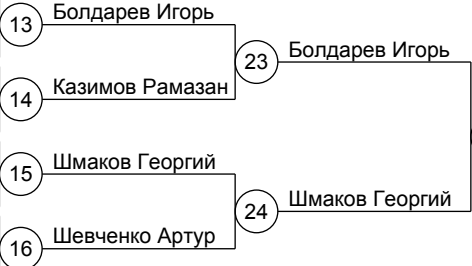 13 Болдарев Игорь
23 Болдарев Игорь
14 Казимов Рамазан
15 Шмаков Георгий
24 Шмаков Георгий
16 Шевченко Артур